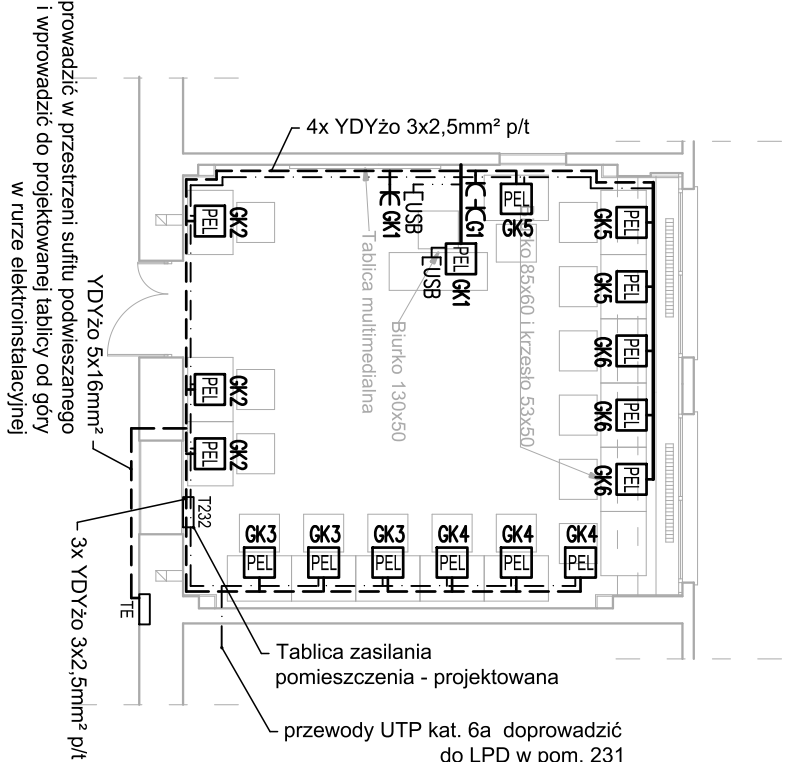 prowadzić w przestrzeni sufitu podwieszanego
i wprowadzić do projektowanej tablicy od góry
w rurze elektroinstalacyjnej
4x YDYżo 3x2,5mm² p/t
YDYżo 5x16mm²
3x YDYżo 3x2,5mm² p/t
TE
T232
PEL
GK2
PEL
GK2
PEL
GK2
GK1
USB
G1
PEL
GK5
PEL
GK1
USB
Tablica multimedialna
Biurko 130x50
85x60 i krzesło 53x50
GK5
PEL
GK5
PEL
GK6
PEL
GK6
PEL
GK6
PEL
GK3
GK3
GK3
GK4
GK4
GK4
PEL
PEL
PEL
PEL
PEL
PEL
Tablica zasilania
pomieszczenia - projektowana
przewody UTP kat. 6a doprowadzić
do LPD w pom. 231